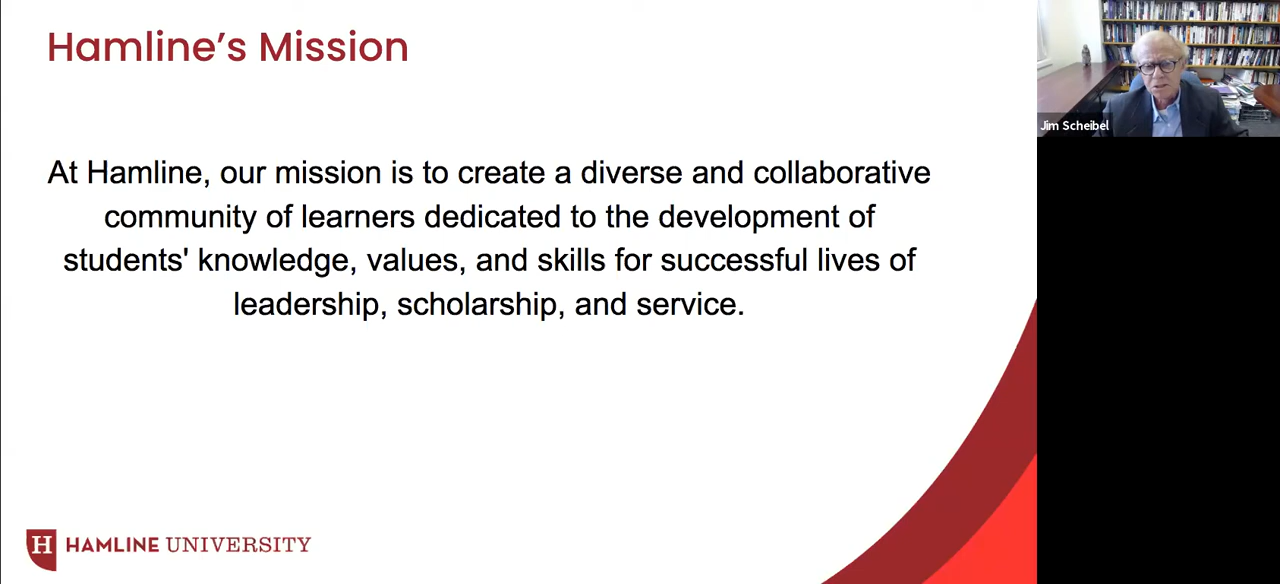 Hamline’s Mission
At Hamline, our mission is to create a diverse and collaborative
community of learners dedicated to the development of
students' knowledge, values, and skills for successful lives of
leadership, scholarship, and service.
H HAMLINE UNIVERSITY
Jim Scheibel